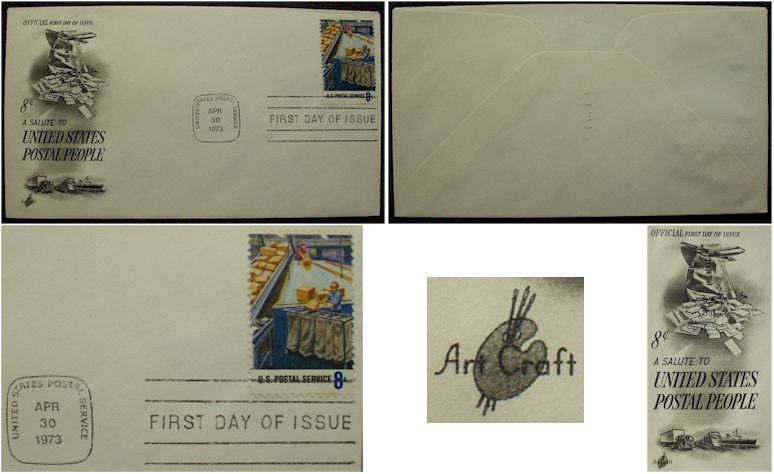 OFFICIAL FIRST DAY OF ISSUE
8¢
A SALUTE TO
UNITED STATES
POSTAL PEOPLE
UNITED STATES POSTAL SERVICE
APR
30
1973
U.S. POSTAL SERVICE 8¢
FIRST DAY OF ISSUE
UNITED STATES POSTAL SERVICE
APR
30
1973
U.S. POSTAL SERVICE 8¢
FIRST DAY OF ISSUE
Art Craft
OFFICIAL FIRST DAY OF ISSUE
U.S. MAIL
8¢
A SALUTE TO
UNITED STATES
POSTAL PEOPLE